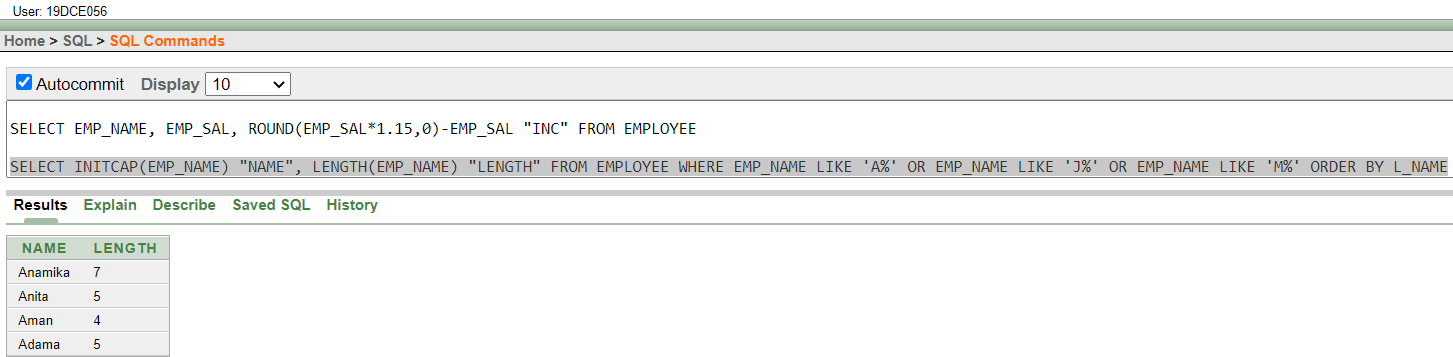 User: 19DCE056
Home > SQL > SQL Commands
Autocommit Display 10
SELECT EMP_NAME, EMP_SAL, ROUND(EMP_SAL*1.15,0)-EMP_SAL "INC" FROM EMPLOYEE
SELECT INITCAP(EMP_NAME) "NAME", LENGTH(EMP_NAME) "LENGTH" FROM EMPLOYEE WHERE EMP_NAME LIKE 'A%' OR EMP_NAME LIKE 'J%' OR EMP_NAME LIKE 'M%' ORDER BY L_NAME
Results Explain Describe Saved SQL History
NAME LENGTH
Anamika 7
Anita 5
Aman 4
Adama 5